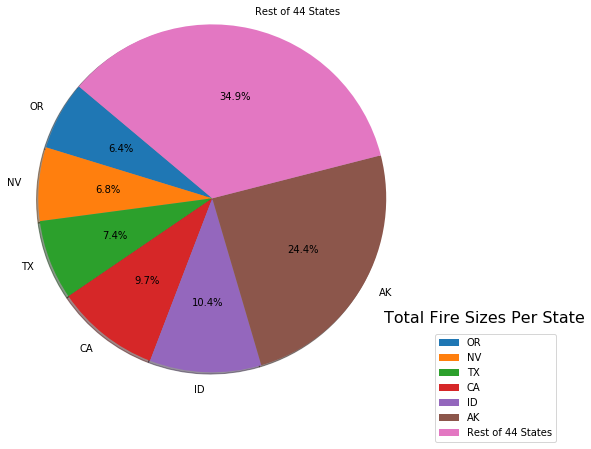 Rest of 44 States
34.9%
OR
6.4%
NV
6.8%
TX
7.4%
CA
9.7%
ID
10.4%
AK
24.4%
Total Fire Sizes Per State
OR
NV
TX
CA
ID
AK
Rest of 44 States